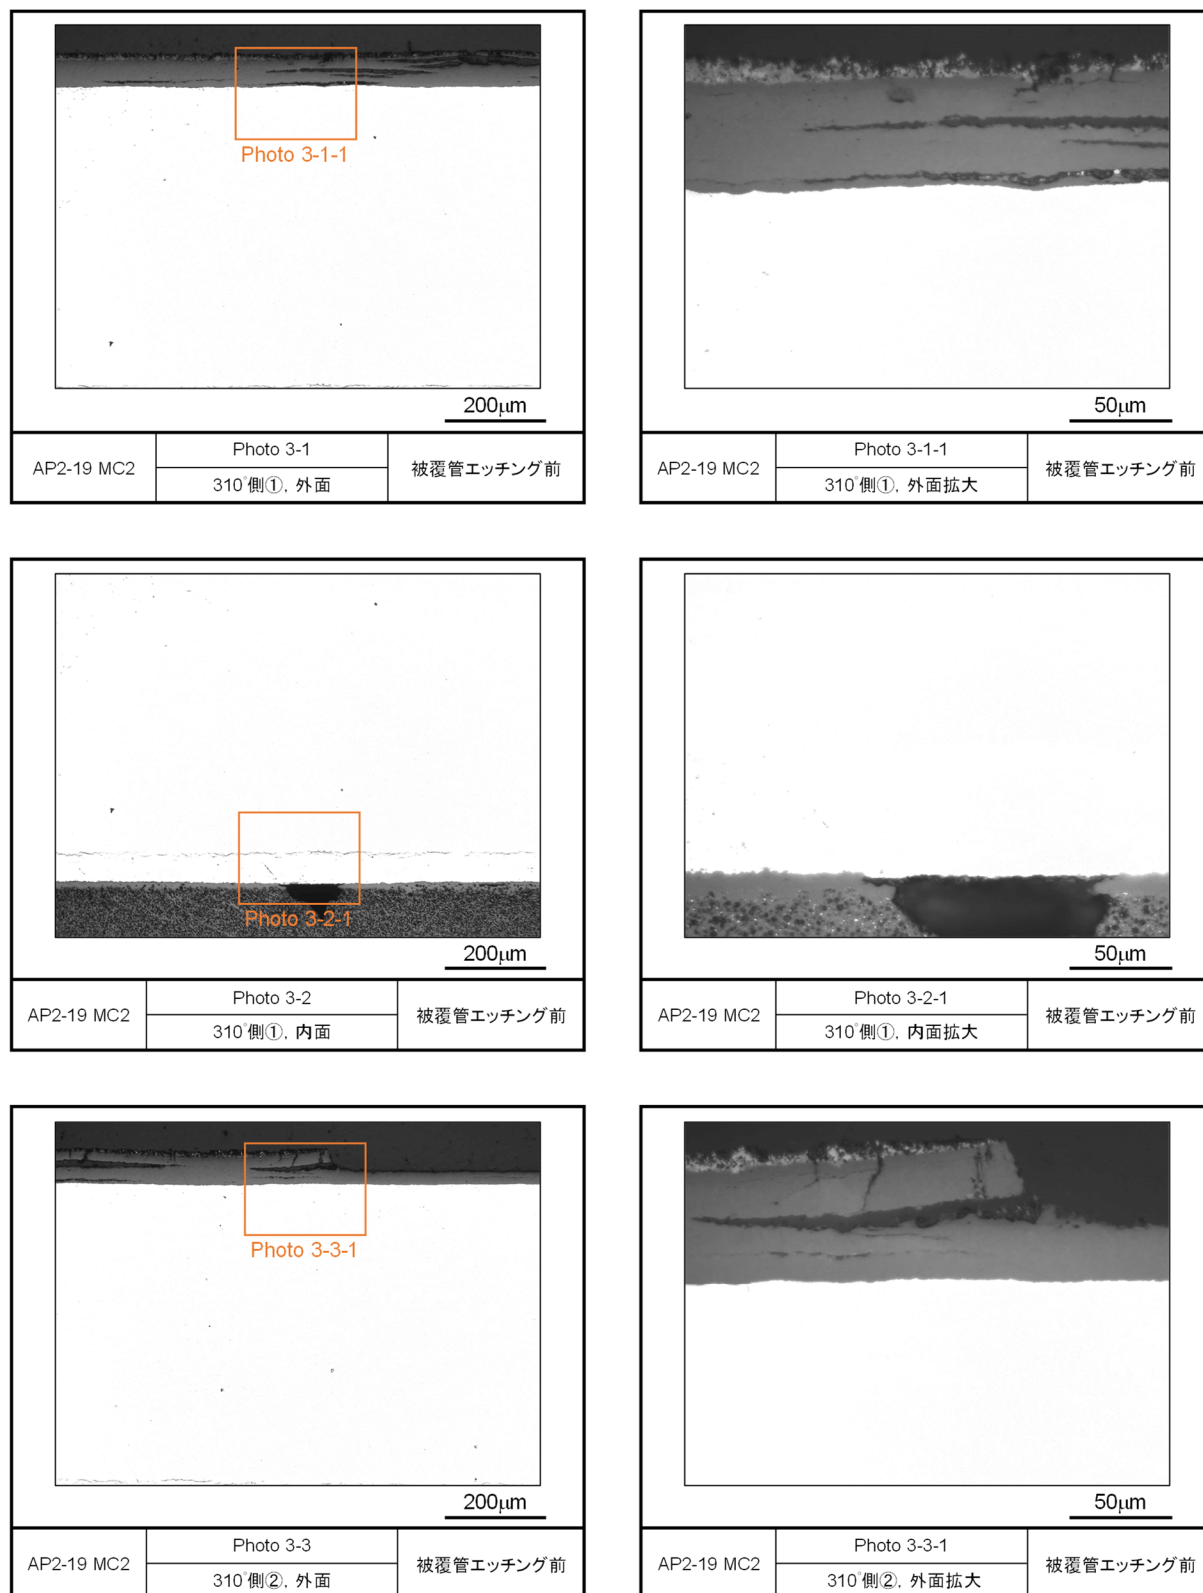 Photo 3-1-1
200μm
AP2-19 MC2
Photo 3-1
310°側①, 外面
被覆管エッチング前
50μm
AP2-19 MC2
Photo 3-1-1
310°側①, 外面拡大
被覆管エッチング前
Photo 3-2-1
200μm
AP2-19 MC2
Photo 3-2
310°側①, 内面
被覆管エッチング前
50μm
AP2-19 MC2
Photo 3-2-1
310°側①, 内面拡大
被覆管エッチング前
Photo 3-3-1
200μm
AP2-19 MC2
Photo 3-3
310°側②, 外面
被覆管エッチング前
50μm
AP2-19 MC2
Photo 3-3-1
310°側②, 外面拡大
被覆管エッチング前